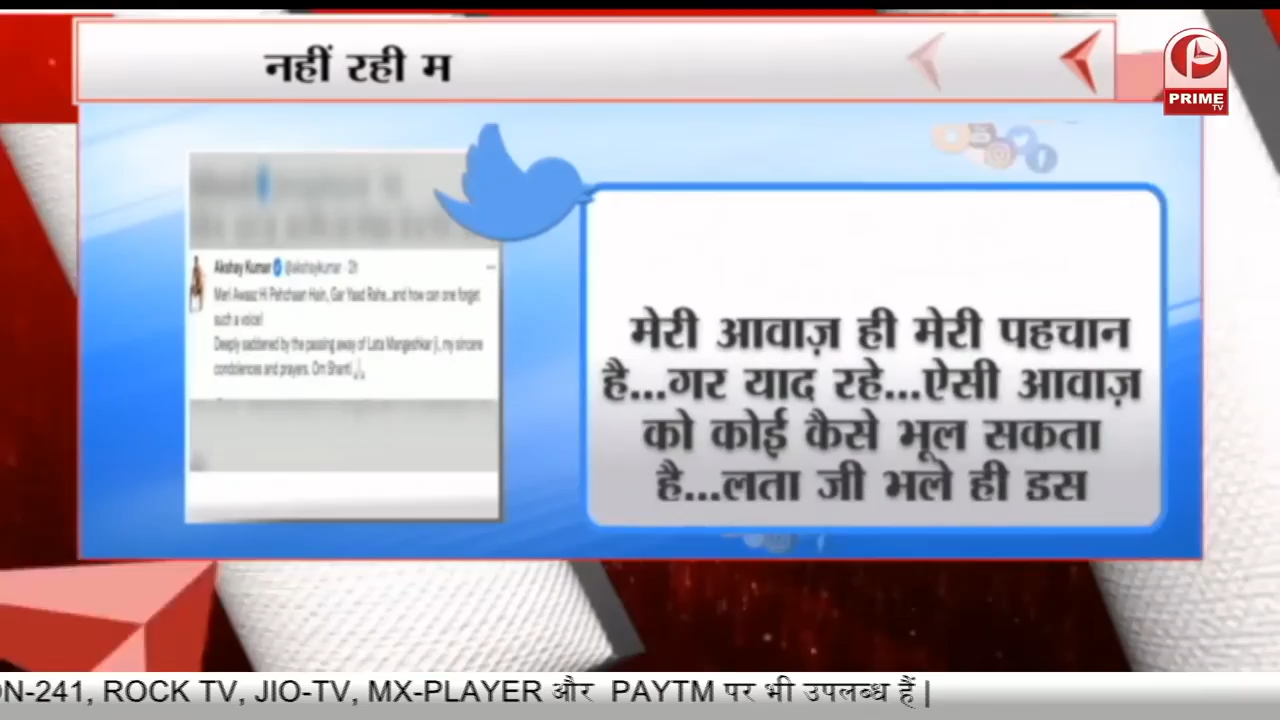 नहीं रही म
PRIME
TV
Akshay Kumar @akshaykumar · 2h
Meri Awaaz Hi Pehchaan Hain, Gar Yaad Rahe...and how can one forget
such a voice!
Deeply saddened by the passing away of Lata Mangeshkar ji, my sincere
condolences and prayers. Om Shanti
मेरी आवाज़ ही मेरी पहचान
है...गर याद रहे...ऐसी आवाज़
को कोई कैसे भूल सकता
है...लता जी भले ही डस
ON-241, ROCK TV, JIO-TV, MX-PLAYER और PAYTM पर भी उपलब्ध हैं |